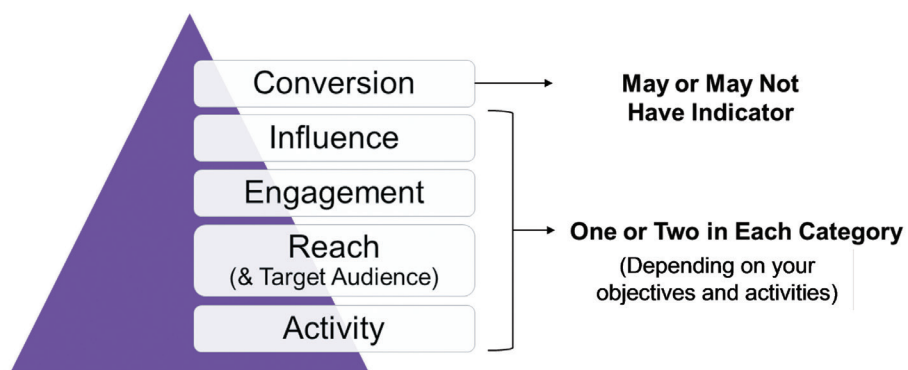 Conversion
Influence
Engagement
Reach
(& Target Audience)
Activity
May or May Not
Have Indicator
One or Two in Each Category
(Depending on your
objectives and activities)